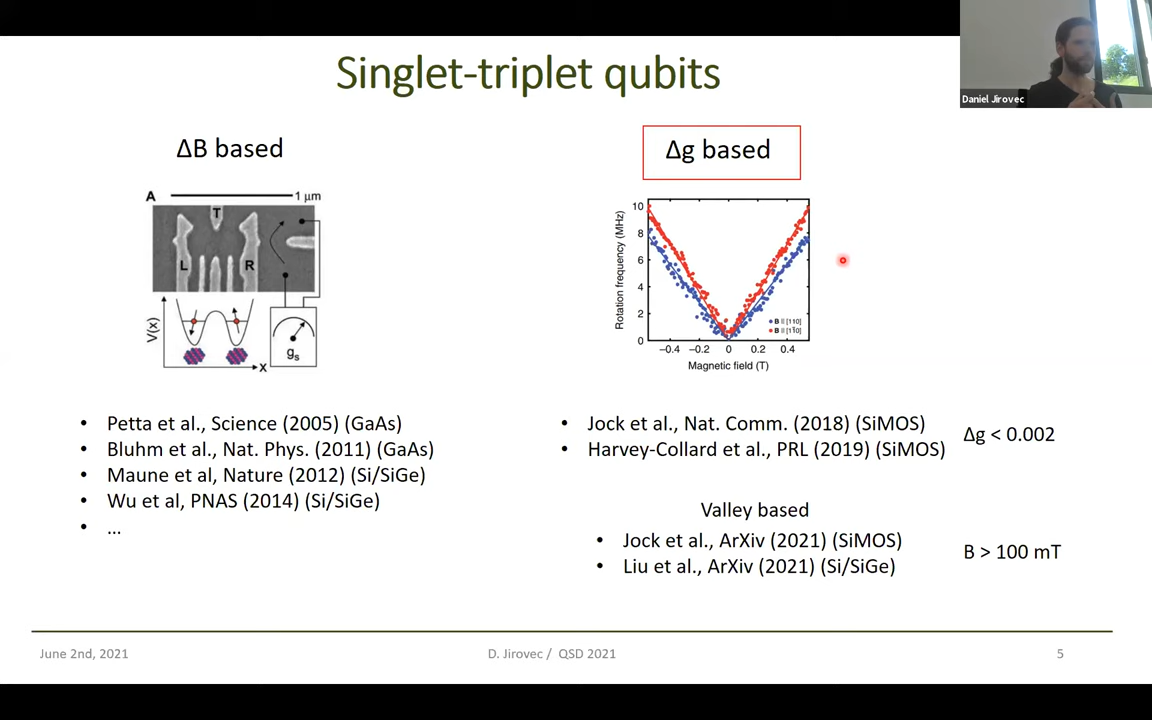 Singlet-triplet qubits
Daniel Jirovec
ΔB based
A
1 μm
T
L
R
V(x)
X
gs
Δg based
Rotation frequency (MHz)
10
8
6
4
2
0
B || [110]
B || [11̄0]
−0.4 −0.2 0 0.2 0.4
Magnetic field (T)
• Petta et al., Science (2005) (GaAs)
• Bluhm et al., Nat. Phys. (2011) (GaAs)
• Maune et al, Nature (2012) (Si/SiGe)
• Wu et al, PNAS (2014) (Si/SiGe)
• ...
• Jock et al., Nat. Comm. (2018) (SiMOS)
• Harvey-Collard et al., PRL (2019) (SiMOS)
Δg < 0.002
Valley based
• Jock et al., ArXiv (2021) (SiMOS)
• Liu et al., ArXiv (2021) (Si/SiGe)
B > 100 mT
June 2nd, 2021
D. Jirovec / QSD 2021
5